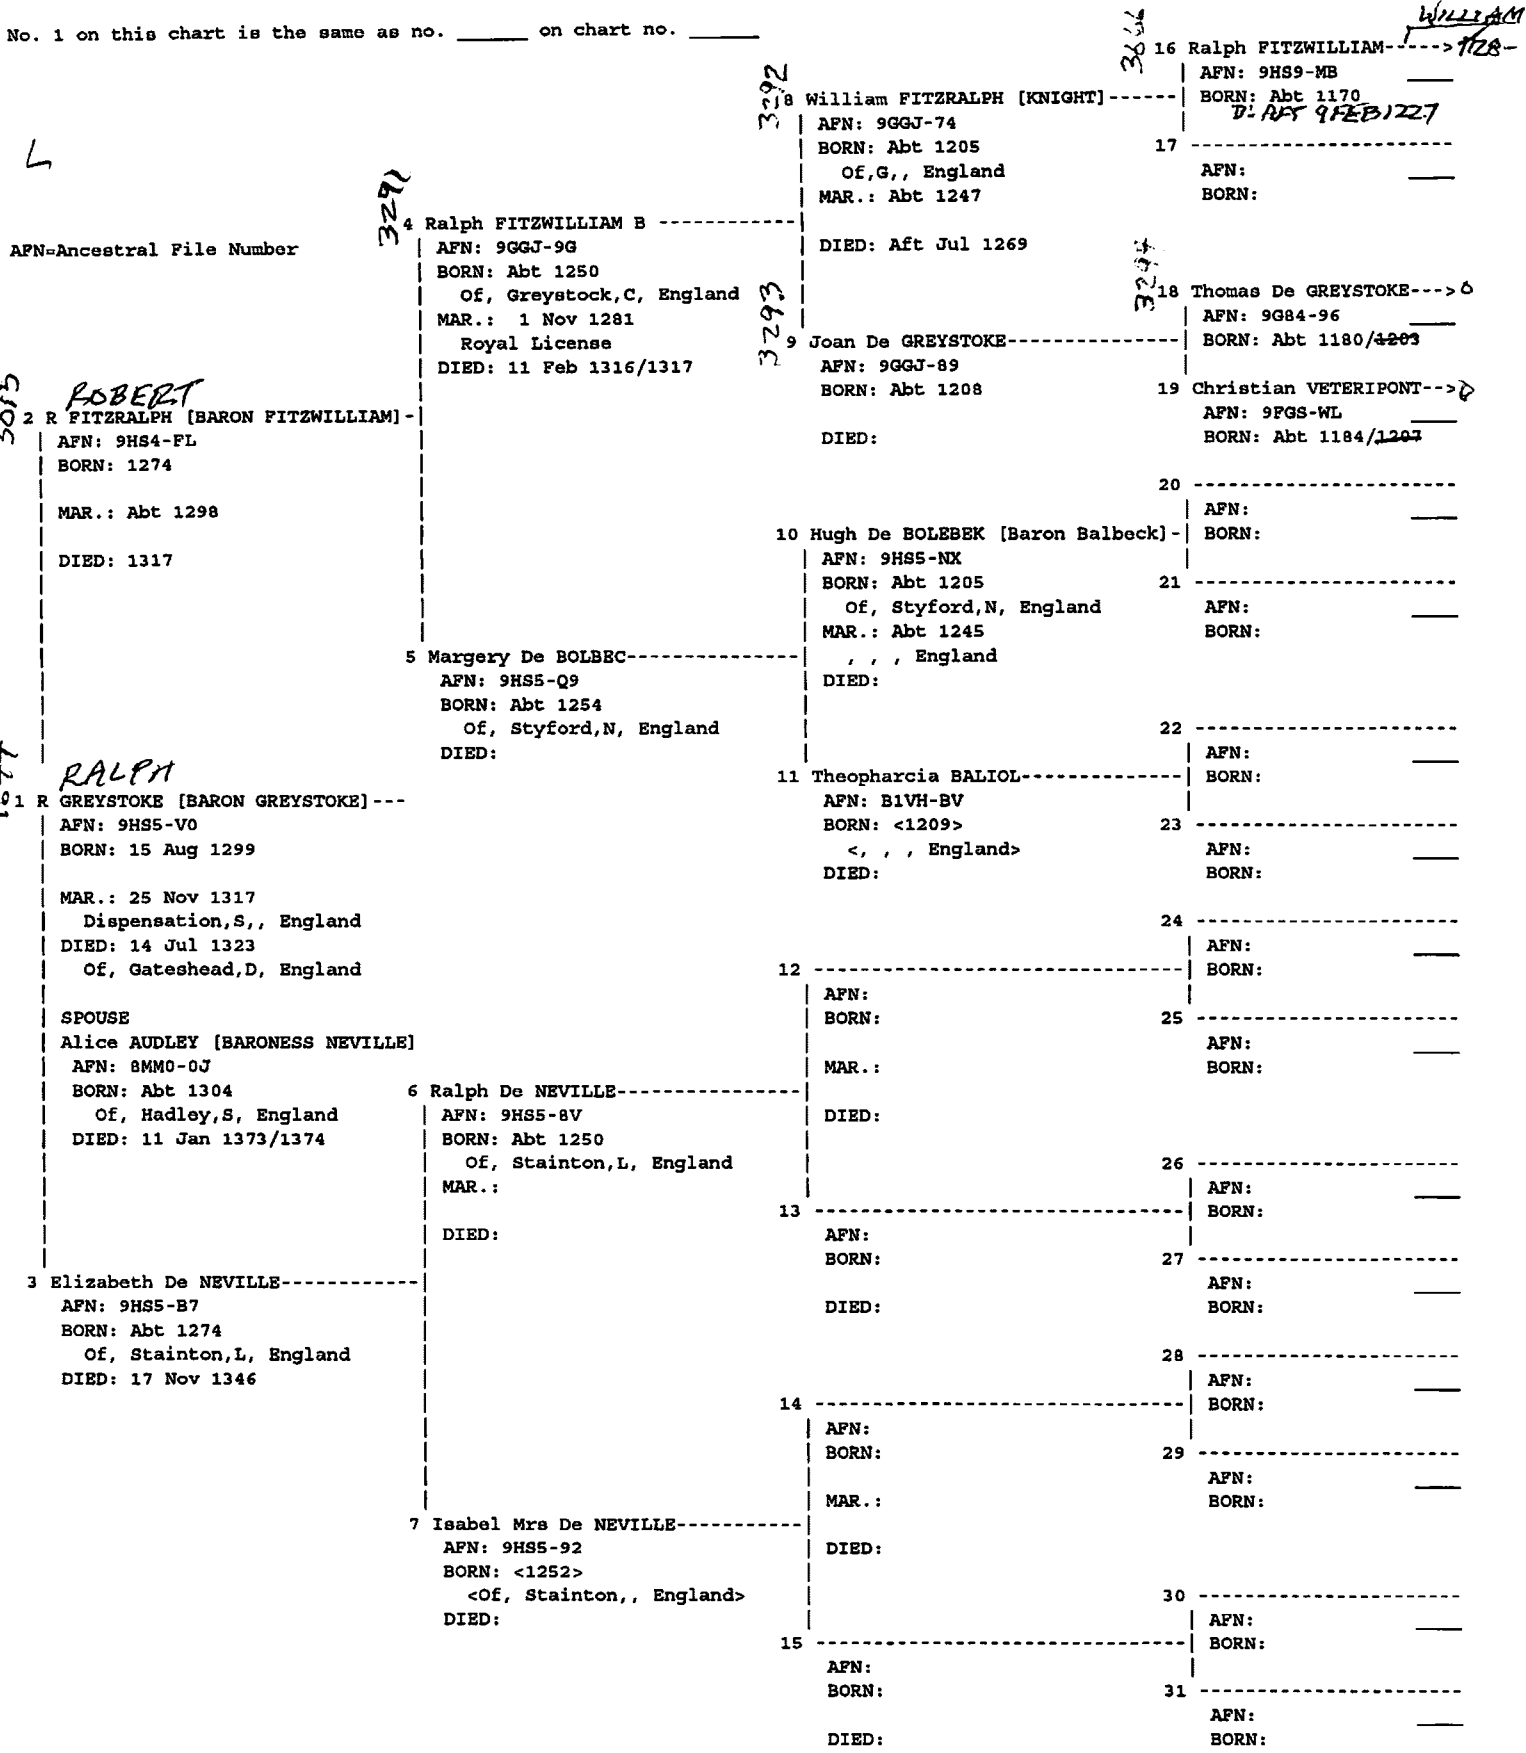 No. 1 on this chart is the same as no. ______ on chart no. ______
L
AFN=Ancestral File Number
3015
ROBERT
2 R FITZRALPH [BARON FITZWILLIAM]-
AFN: 9HS4-FL
BORN: 1274
MAR.: Abt 1298
DIED: 1317
RALPH
1 R GREYSTOKE [BARON GREYSTOKE]---
AFN: 9HS5-V0
BORN: 15 Aug 1299
MAR.: 25 Nov 1317
Dispensation,S,, England
DIED: 14 Jul 1323
Of, Gateshead,D, England
SPOUSE
Alice AUDLEY [BARONESS NEVILLE]
AFN: 8MM0-0J
BORN: Abt 1304
Of, Hadley,S, England
DIED: 11 Jan 1373/1374
3 Elizabeth De NEVILLE------------
AFN: 9HS5-B7
BORN: Abt 1274
Of, Stainton,L, England
DIED: 17 Nov 1346
3291
4 Ralph FITZWILLIAM B ------------
AFN: 9GGJ-9G
BORN: Abt 1250
Of, Greystock,C, England
MAR.: 1 Nov 1281
Royal License
DIED: 11 Feb 1316/1317
5 Margery De BOLBEC---------------
AFN: 9HS5-Q9
BORN: Abt 1254
Of, Styford,N, England
DIED:
6 Ralph De NEVILLE---------------
AFN: 9HS5-8V
BORN: Abt 1250
Of, Stainton,L, England
MAR.:
DIED:
7 Isabel Mrs De NEVILLE-----------
AFN: 9HS5-92
BORN: <1252>
<Of, Stainton,, England>
DIED:
3292
8 William FITZRALPH [KNIGHT]------
AFN: 9GGJ-74
BORN: Abt 1205
Of,G,, England
MAR.: Abt 1247
DIED: Aft Jul 1269
3293
9 Joan De GREYSTOKE--------------
AFN: 9GGJ-89
BORN: Abt 1208
DIED:
10 Hugh De BOLEBEK [Baron Balbeck]-
AFN: 9HS5-NX
BORN: Abt 1205
Of, Styford,N, England
MAR.: Abt 1245
, , , England
DIED:
11 Theopharcia BALIOL-------------
AFN: B1VH-BV
BORN: <1209>
<, , , England>
DIED:
12 -------------------------------
AFN:
BORN:
MAR.:
DIED:
13 -------------------------------
AFN:
BORN:
DIED:
14 -------------------------------
AFN:
BORN:
MAR.:
DIED:
15 -------------------------------
AFN:
BORN:
DIED:
WILLIAM
16 Ralph FITZWILLIAM----->
AFN: 9HS9-MB
BORN: Abt 1170
D: AFT 9 FEB 1227
17 ----------------------
AFN:
BORN:
18 Thomas De GREYSTOKE--->
AFN: 9G84-96
BORN: Abt 1180/1203
19 Christian VETERIPONT-->
AFN: 9FGS-WL
BORN: Abt 1184/1207
20 ----------------------
AFN:
BORN:
21 ----------------------
AFN:
BORN:
22 ----------------------
AFN:
BORN:
23 ----------------------
AFN:
BORN:
24 ----------------------
AFN:
BORN:
25 ----------------------
AFN:
BORN:
26 ----------------------
AFN:
BORN:
27 ----------------------
AFN:
BORN:
28 ----------------------
AFN:
BORN:
29 ----------------------
AFN:
BORN:
30 ----------------------
AFN:
BORN:
31 ----------------------
AFN:
BORN: